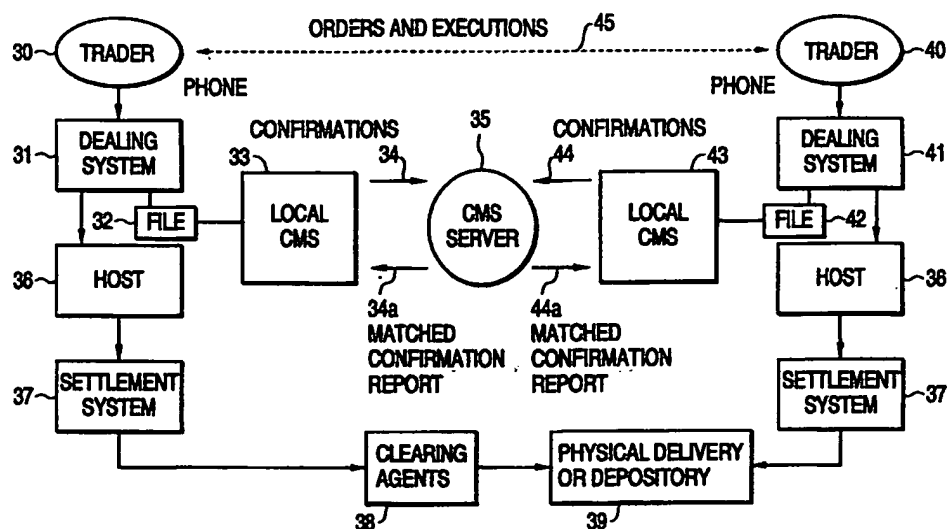 ORDERS AND EXECUTIONS
45
30
TRADER
TRADER
40
PHONE
PHONE
31
DEALING
SYSTEM
CONFIRMATIONS
33
34
35
CONFIRMATIONS
44
43
DEALING
SYSTEM
41
32
FILE
LOCAL
CMS
CMS
SERVER
LOCAL
CMS
FILE
42
36
HOST
34a
MATCHED
CONFIRMATION
REPORT
44a
MATCHED
CONFIRMATION
REPORT
HOST
36
37
SETTLEMENT
SYSTEM
SETTLEMENT
SYSTEM
37
CLEARING
AGENTS
38
PHYSICAL DELIVERY
OR DEPOSITORY
39